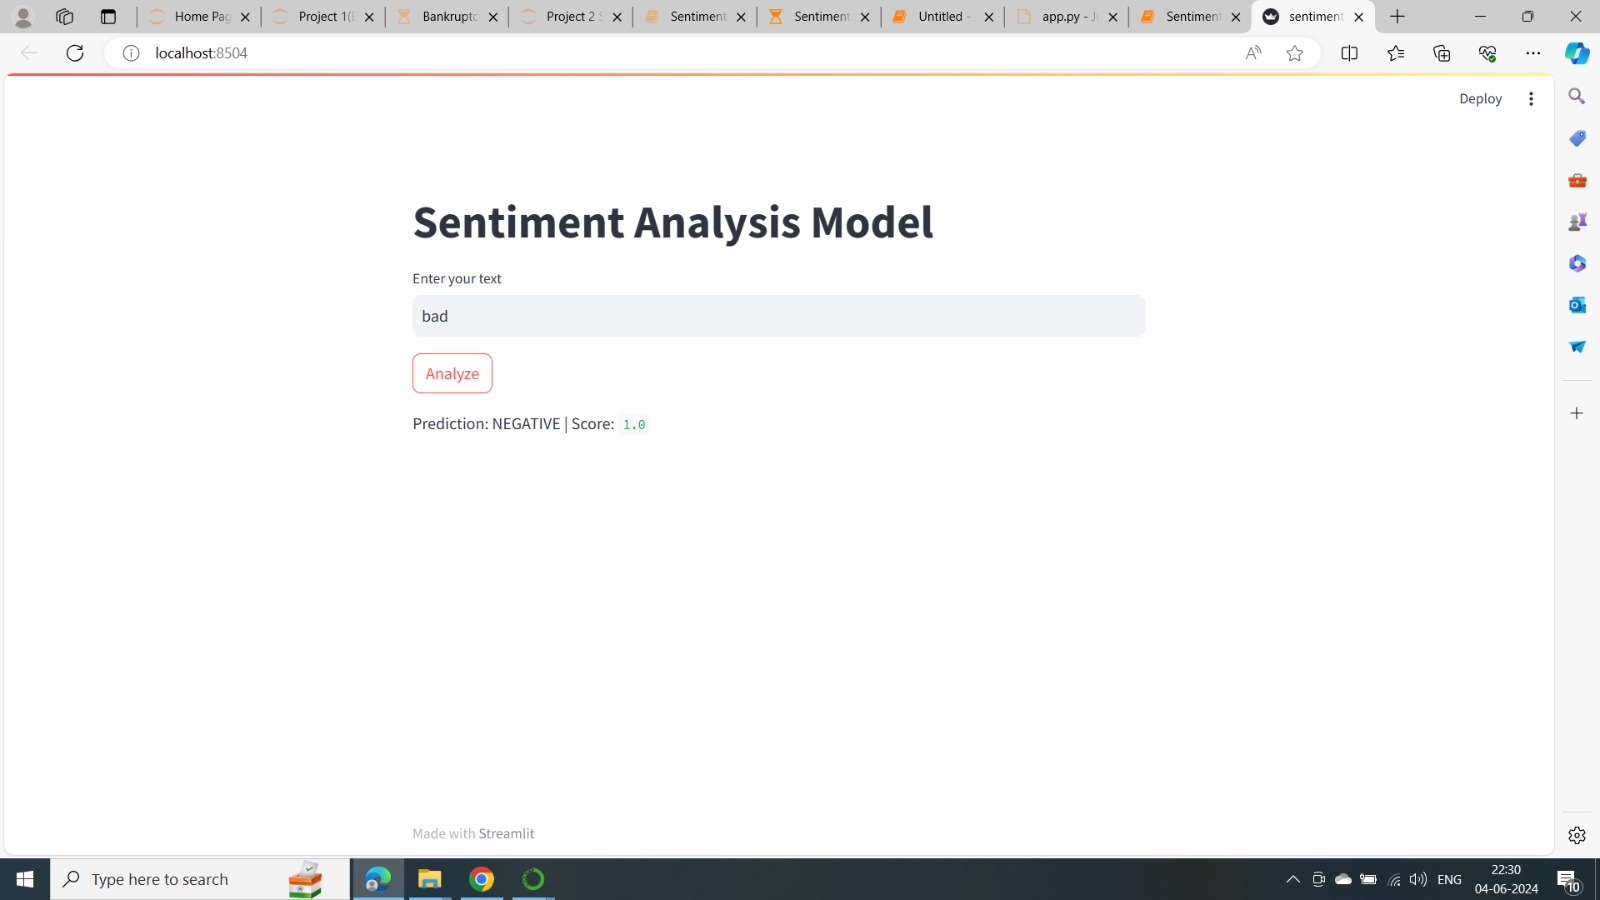 Home Pag
Project 1(B
Bankruptc
Project 2 S
Sentiment
Sentiment
Untitled -
app.py - Ju
Sentiment
sentiment
localhost:8504
Deploy
Sentiment Analysis Model
Enter your text
bad
Analyze
Prediction: NEGATIVE | Score: 1.0
Made with Streamlit
Type here to search
ENG
22:30
04-06-2024
10